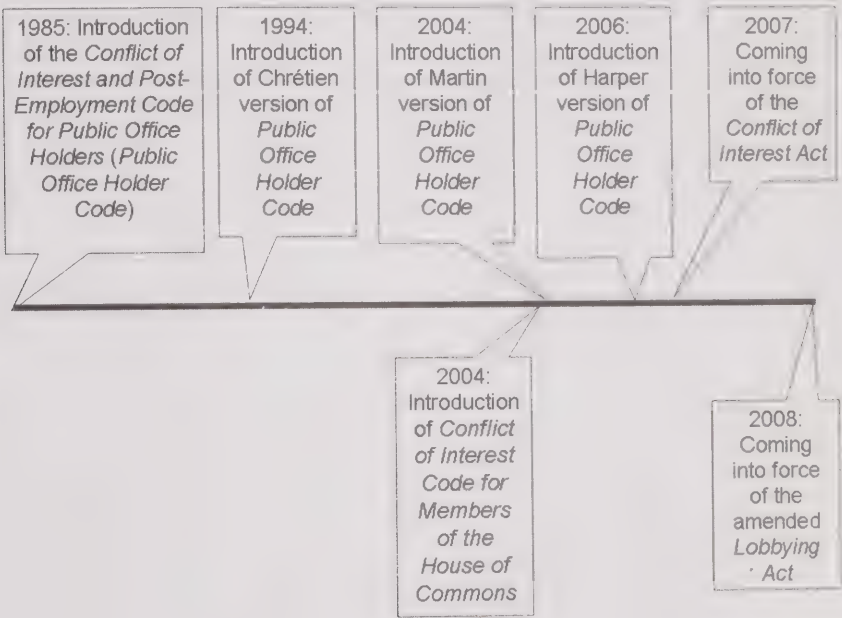 1985: Introduction
of the Conflict of
Interest and Post-
Employment Code
for Public Office
Holders (Public
Office Holder
Code)
1994:
Introduction
of Chrétien
version of
Public
Office
Holder
Code
2004:
Introduction
of Martin
version of
Public
Office
Holder
Code
2006:
Introduction
of Harper
version of
Public
Office
Holder
Code
2007:
Coming
into force
of the
Conflict of
Interest Act
2004:
Introduction
of Conflict
of Interest
Code for
Members
of the
House of
Commons
2008:
Coming
into force
of the
amended
Lobbying
Act